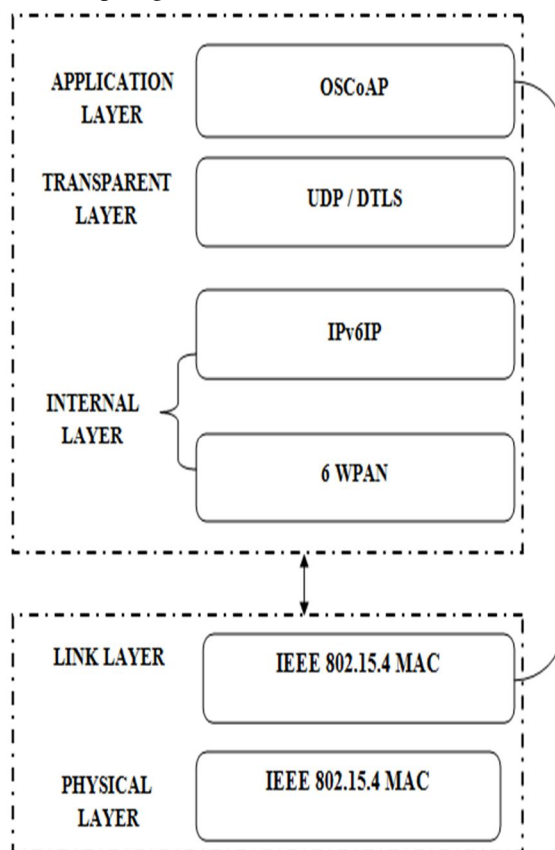 APPLICATION
LAYER
OSCoAP
TRANSPARENT
LAYER
UDP / DTLS
IPv6IP
INTERNAL
LAYER
6 WPAN
LINK LAYER
IEEE 802.15.4 MAC
PHYSICAL
LAYER
IEEE 802.15.4 MAC